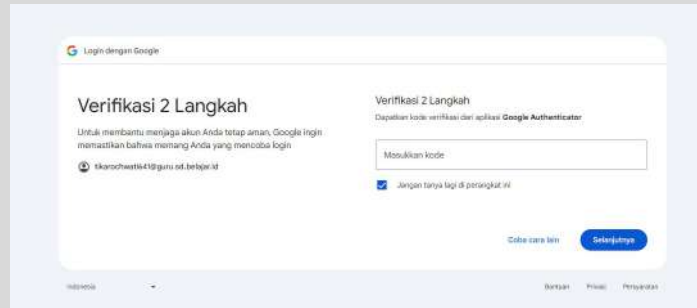 Login dengan Google
Verifikasi 2 Langkah
Untuk membantu menjaga akun Anda tetap aman, Google ingin
memastikan bahwa memang Anda yang mencoba login
tikarochwati641@guru.sd.belajar.id
Verifikasi 2 Langkah
Dapatkan kode verifikasi dari aplikasi Google Authenticator
Masukkan kode
Jangan tanya lagi di perangkat ini
Coba cara lain
Selanjutnya
Indonesia
Bantuan Privasi Persyaratan